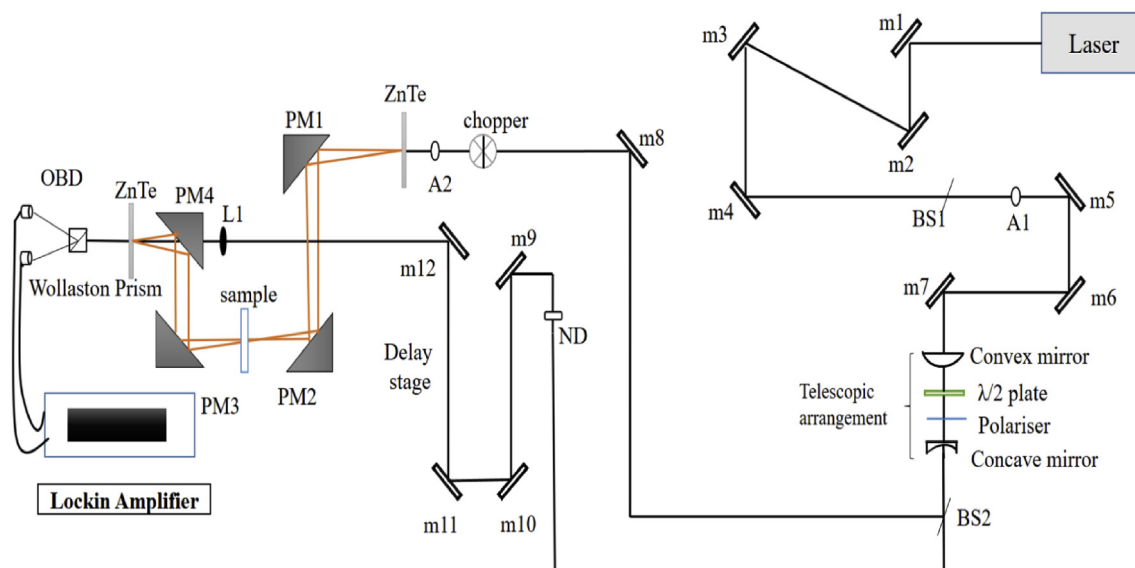 m3
m1
Laser
m2
ZnTe
chopper
m8
PM1
A2
OBD
ZnTe
PM4
L1
m4
BS1
A1
m5
m12
m9
Wollaston Prism
sample
m7
m6
ND
Delay
stage
Convex mirror
Telescopic
arrangement
λ/2 plate
Polariser
Concave mirror
PM3
PM2
Lockin Amplifier
m11
m10
BS2